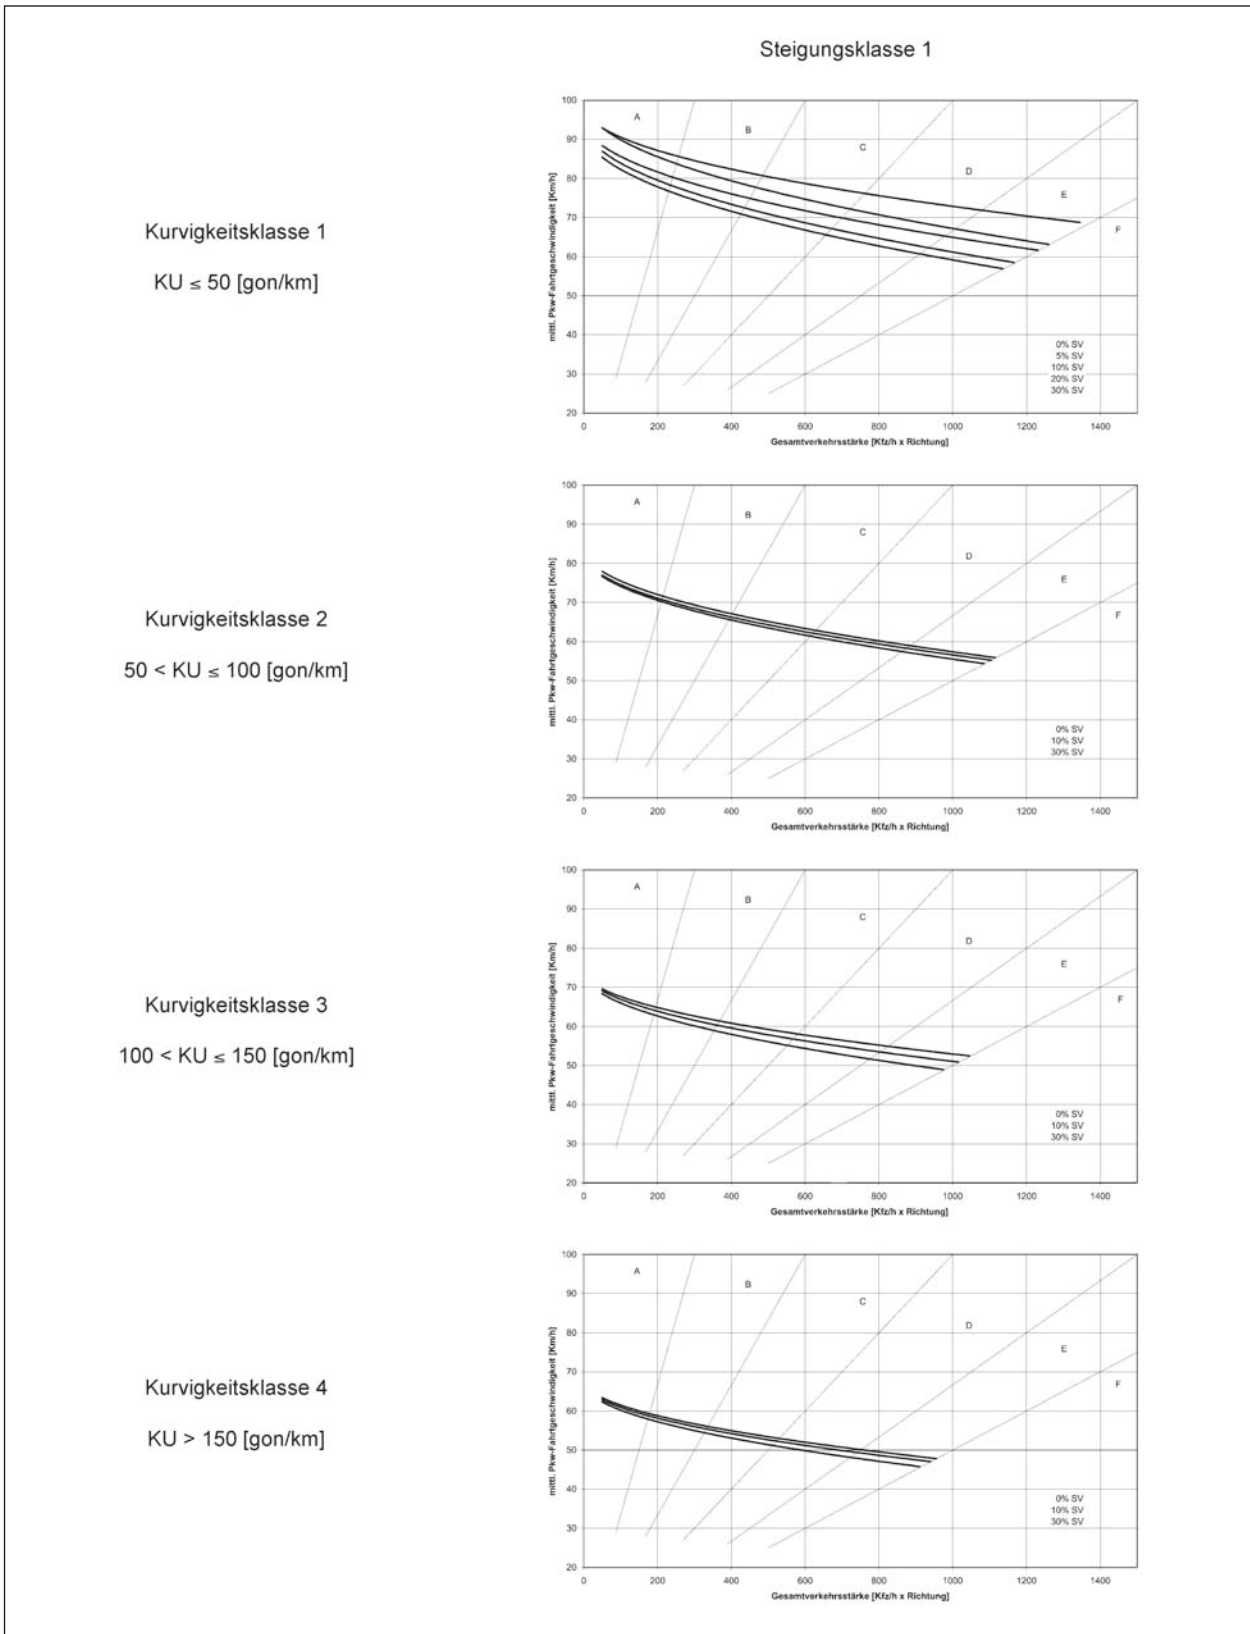 Steigungsklasse 1
Kurvigkeitsklasse 1
KU ≤ 50 [gon/km]
mittl. Pkw-Fahrtgeschwindigkeit [Km/h]
100
90
80
70
60
50
40
30
20
A
B
C
D
E
F
0% SV
5% SV
10% SV
20% SV
30% SV
0 200 400 600 800 1000 1200 1400
Gesamtverkehrsstärke [Kfz/h x Richtung]
Kurvigkeitsklasse 2
50 < KU ≤ 100 [gon/km]
mittl. Pkw-Fahrtgeschwindigkeit [Km/h]
100
90
80
70
60
50
40
30
20
A
B
C
D
E
F
0% SV
10% SV
30% SV
0 200 400 600 800 1000 1200 1400
Gesamtverkehrsstärke [Kfz/h x Richtung]
Kurvigkeitsklasse 3
100 < KU ≤ 150 [gon/km]
mittl. Pkw-Fahrtgeschwindigkeit [Km/h]
100
90
80
70
60
50
40
30
20
A
B
C
D
E
F
0% SV
10% SV
30% SV
0 200 400 600 800 1000 1200 1400
Gesamtverkehrsstärke [Kfz/h x Richtung]
Kurvigkeitsklasse 4
KU > 150 [gon/km]
mittl. Pkw-Fahrtgeschwindigkeit [Km/h]
100
90
80
70
60
50
40
30
20
A
B
C
D
E
F
0% SV
10% SV
30% SV
0 200 400 600 800 1000 1200 1400
Gesamtverkehrsstärke [Kfz/h x Richtung]